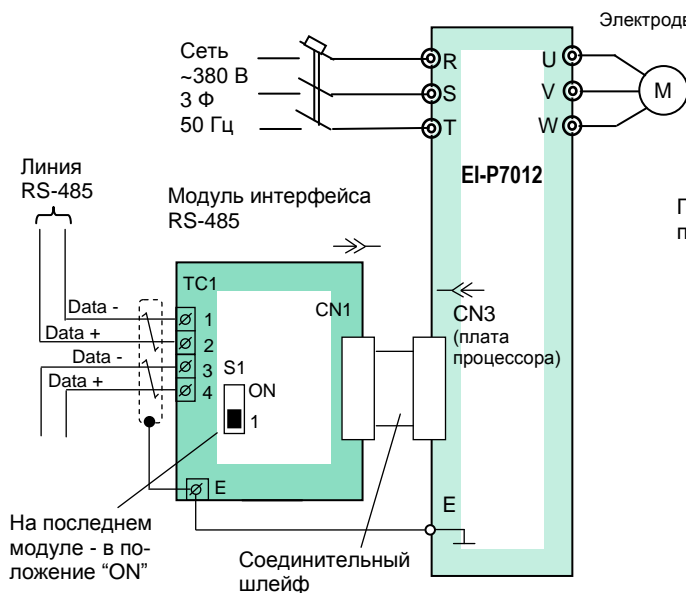 Электродв
Сеть
~380 В
3 Ф
50 Гц
R
S
T
U
V
W
M
EI-P7012
Линия
RS-485
Модуль интерфейса
RS-485
TC1
CN1
CN3
(плата
процессора)
Data -
Data +
Data -
Data +
1
2
3
4
S1
ON
1
E
E
На последнем
модуле - в по-
ложение “ON”
Соединительный
шлейф